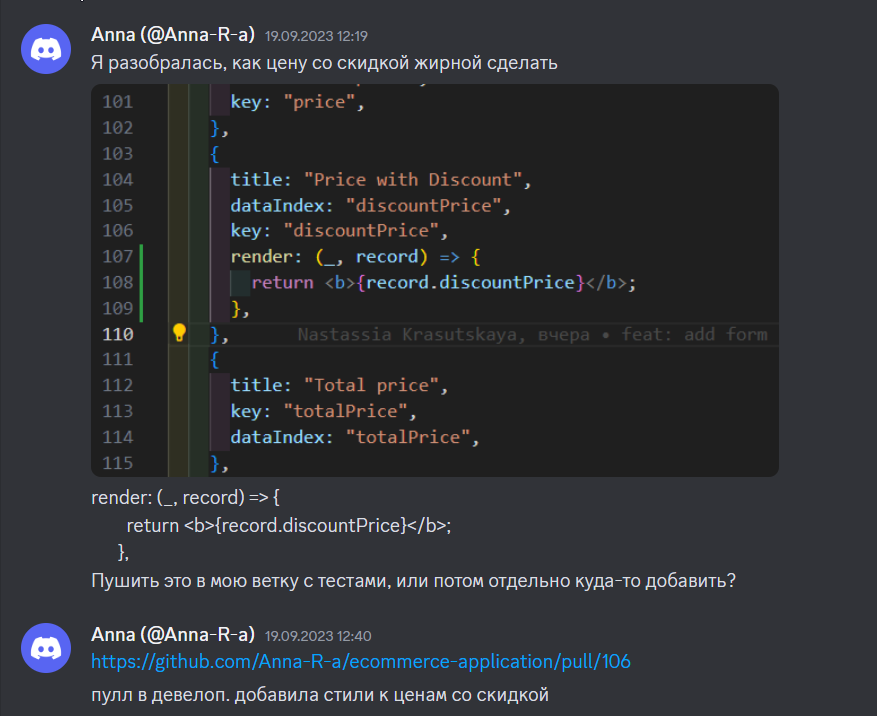 Anna (@Anna-R-a) 19.09.2023 12:19
Я разобралась, как цену со скидкой жирной сделать
101 key: "price",
102 },
103 {
104 title: "Price with Discount",
105 dataIndex: "discountPrice",
106 key: "discountPrice",
107 render: (_, record) => {
108 return <b>{record.discountPrice}</b>;
109 },
110 }, Nastassia Krasutskaya, вчера • feat: add form
111 {
112 title: "Total price",
113 key: "totalPrice",
114 dataIndex: "totalPrice",
115 },
render: (_, record) => {
return <b>{record.discountPrice}</b>;
},
Пушить это в мою ветку с тестами, или потом отдельно куда-то добавить?
Anna (@Anna-R-a) 19.09.2023 12:40
https://github.com/Anna-R-a/ecommerce-application/pull/106
пулл в девелоп. добавила стили к ценам со скидкой